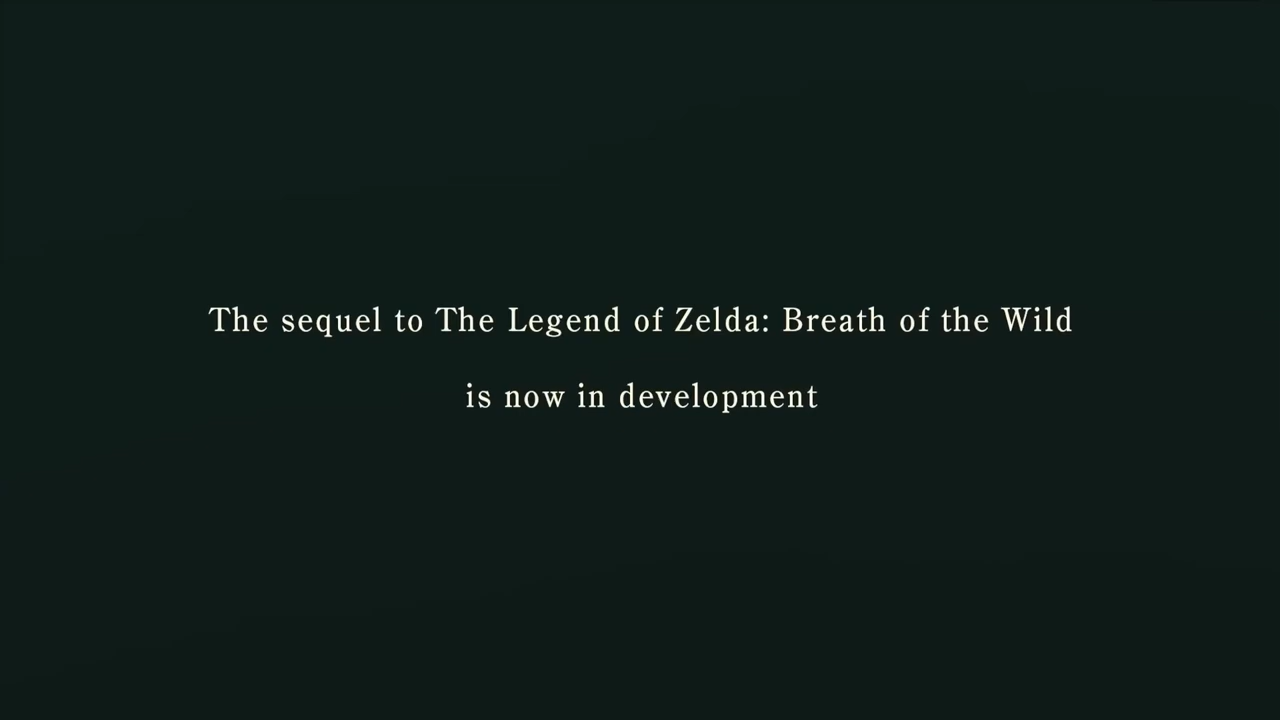 The sequel to The Legend of Zelda: Breath of the Wild
is now in development